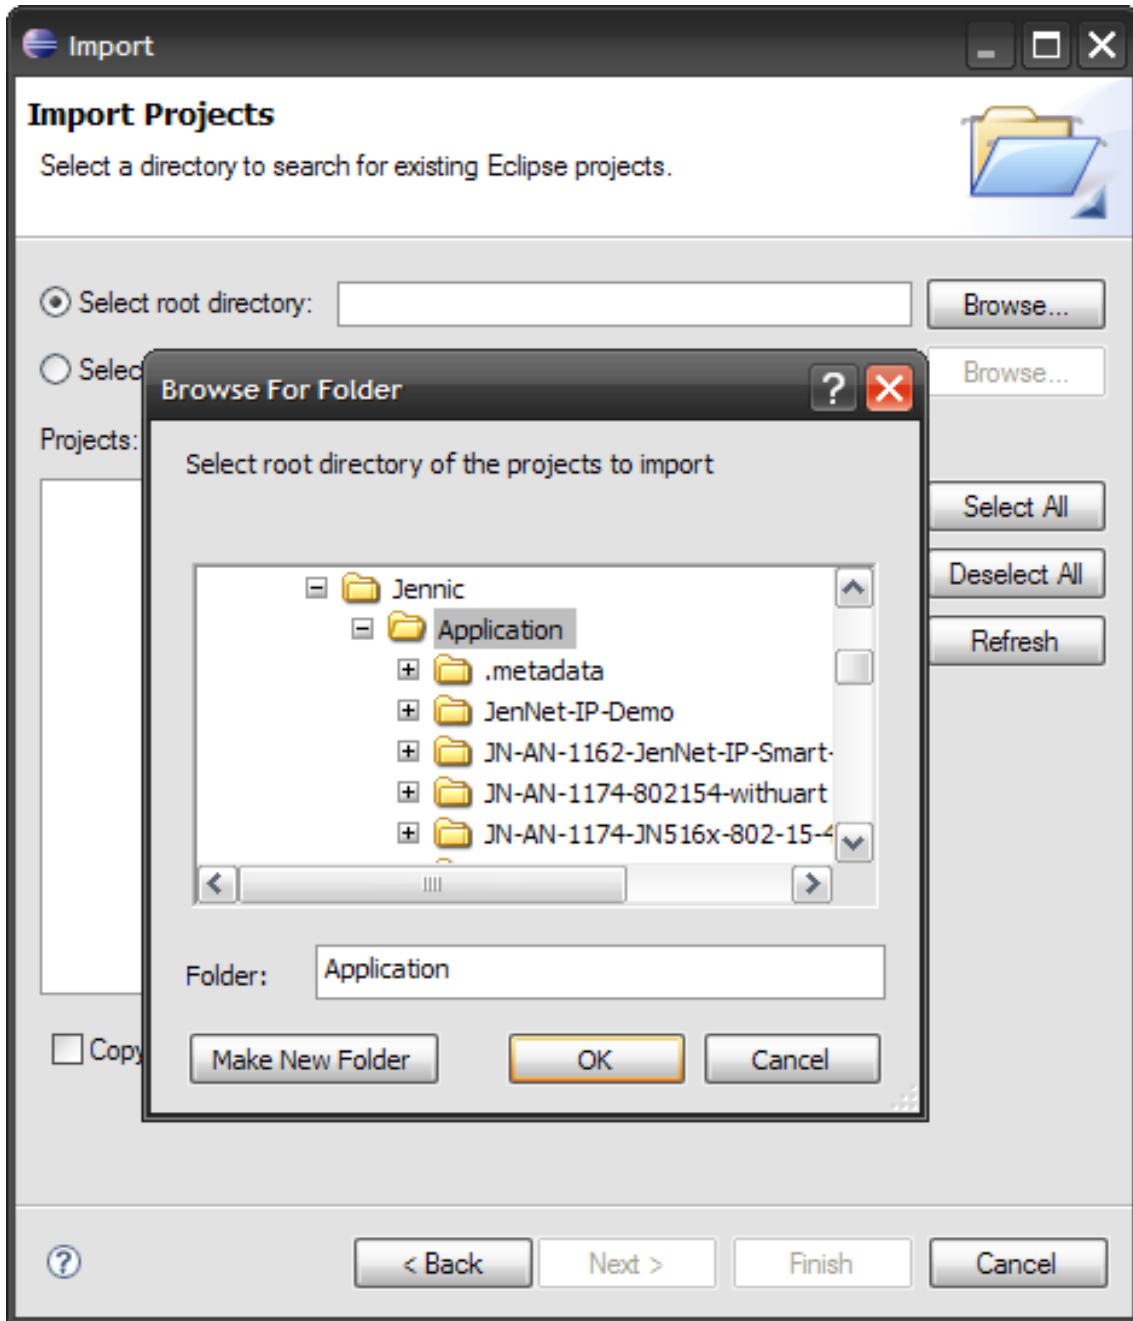 Import
Import Projects
Select a directory to search for existing Eclipse projects.
Select root directory:
Browse...
Selec
Browse...
Projects:
Select All
Deselect All
Refresh
Copy
Browse For Folder
?
Select root directory of the projects to import
Jennic
Application
.metadata
JenNet-IP-Demo
JN-AN-1162-JenNet-IP-Smart-
JN-AN-1174-802154-withuart
JN-AN-1174-JN516x-802-15-4
Folder: Application
Make New Folder
OK
Cancel
?
< Back
Next >
Finish
Cancel